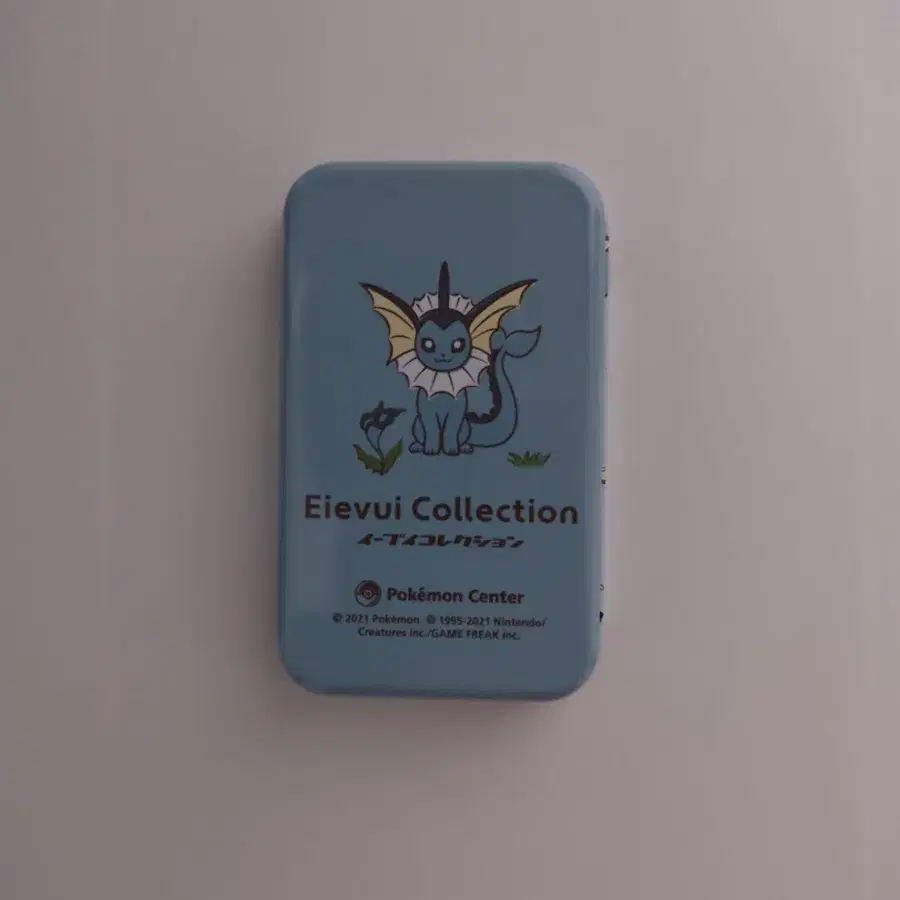 Eievui Collection
イーブイコレクション
Pokémon Center
© 2021 Pokémon © 1995-2021 Nintendo/
Creatures Inc./GAME FREAK inc.